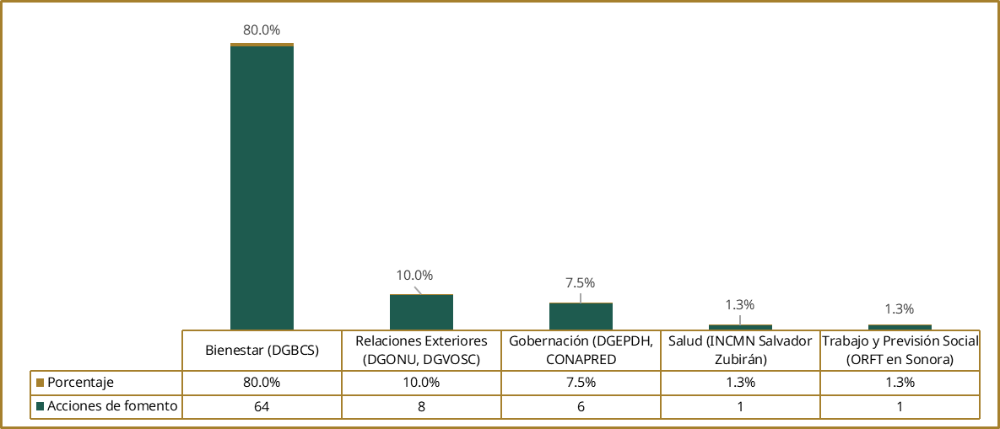 80.0%
10.0%
7.5%
1.3%
1.3%
Bienestar (DGBCS)
Relaciones Exteriores
(DGONU, DGVOSC)
Gobernación (DGEPDH,
CONAPRED
Salud (INCMN Salvador
Zubirán)
Trabajo y Previsión Social
(ORFT en Sonora)
Porcentaje 80.0% 10.0% 7.5% 1.3% 1.3%
Acciones de fomento 64 8 6 1 1